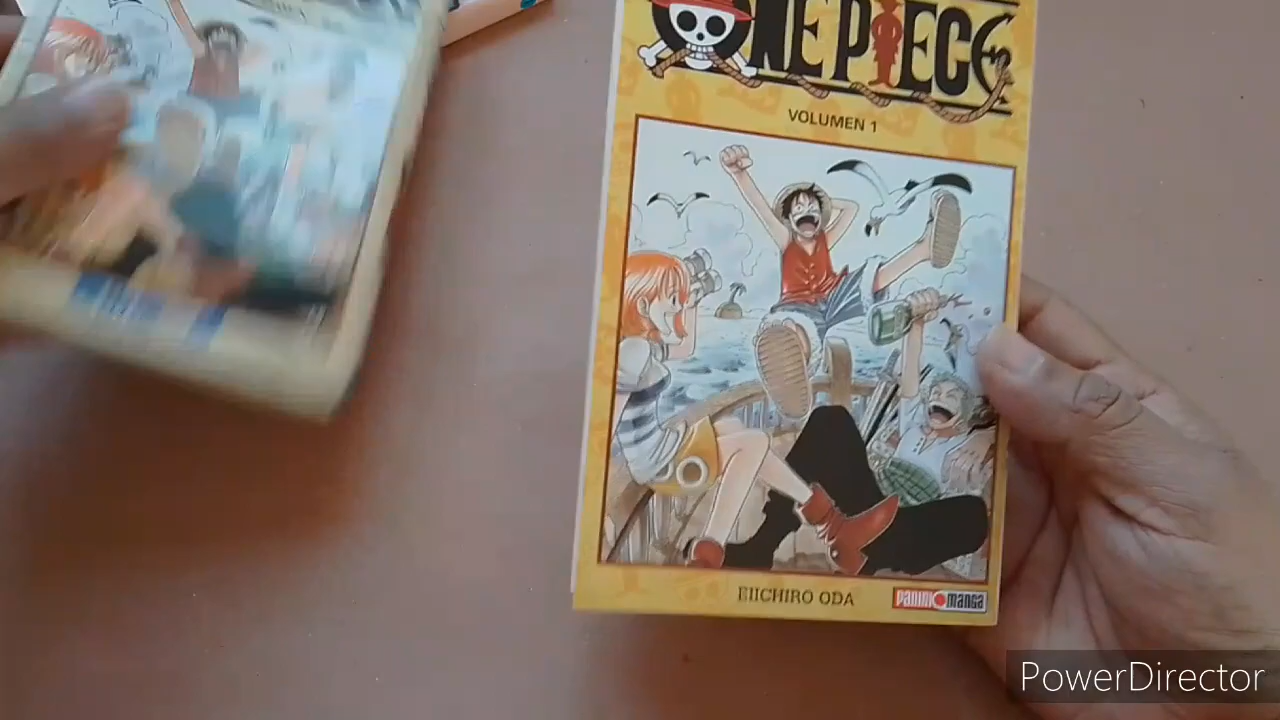 ONE PIECE
VOLUMEN 1
EIICHIRO ODA
PANINI MANGA
PowerDirector